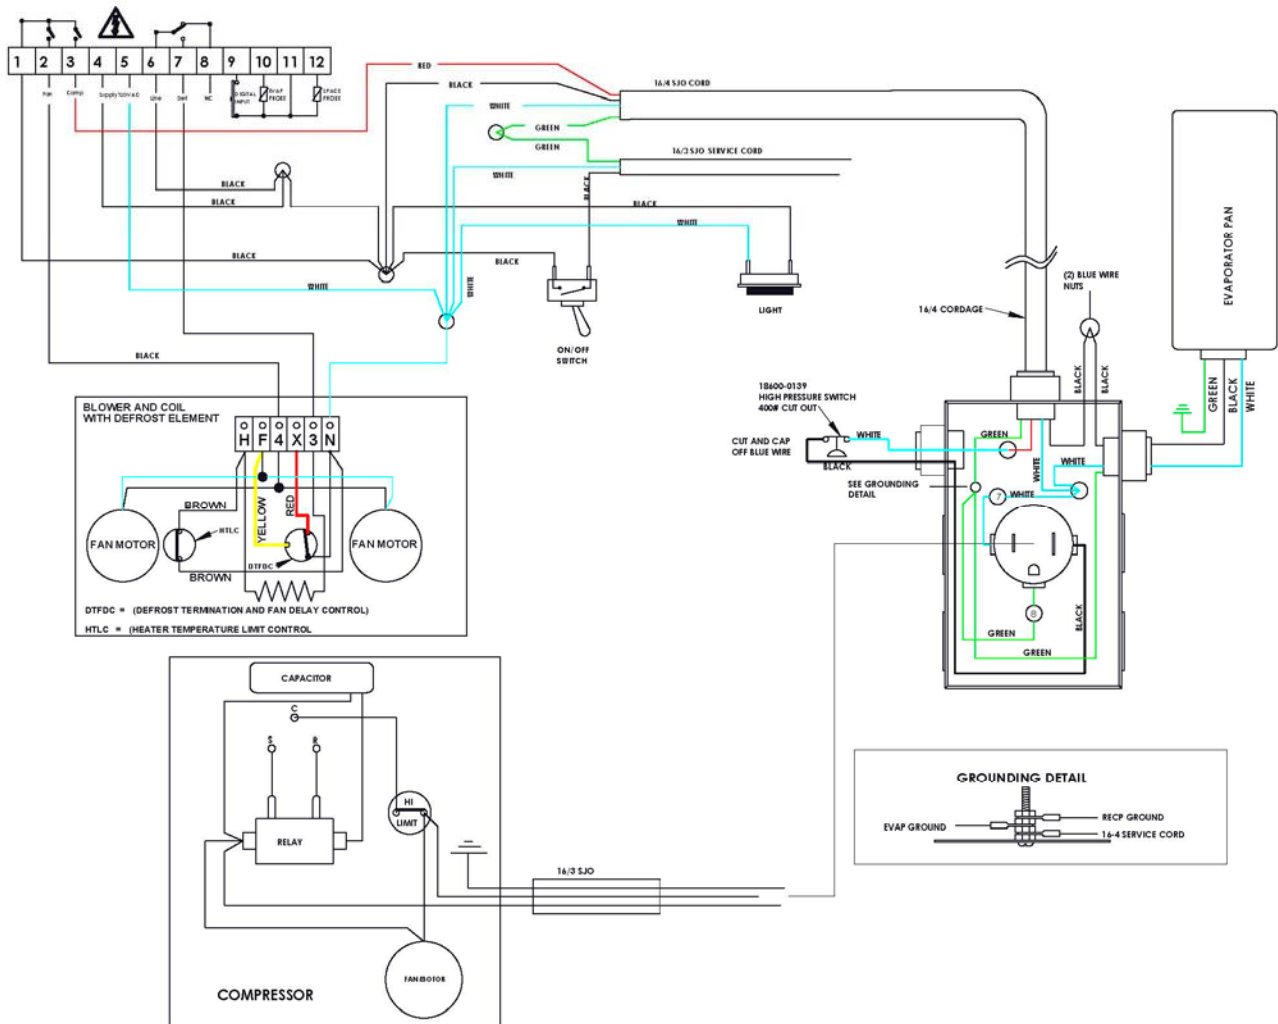 1 2 3 4 5 6 7 8 9 10 11 12
Fan
Comp
Supply 120VAC
Line
Def
NC
DIGITAL
INPUT
EVAP
PROBE
SPACE
PROBE
RED
BLACK
WHITE
GREEN
GREEN
WHITE
BLACK
16/4 SJO CORD
16/3 SJO SERVICE CORD
BLACK
BLACK
BLACK
WHITE
BLACK
WHITE
BLACK
WHITE
BLACK
ON/OFF
SWITCH
LIGHT
16/4 CORDAGE
(2) BLUE WIRE
NUTS
BLACK
BLACK
EVAPORATOR PAN
GREEN
BLACK
WHITE
18600-0139
HIGH PRESSURE SWITCH
400# CUT OUT
CUT AND CAP
OFF BLUE WIRE
WHITE
BLACK
SEE GROUNDING
DETAIL
GREEN
WHITE
WHITE
7
WHITE
8
GREEN
GREEN
BLACK
BLOWER AND COIL
WITH DEFROST ELEMENT
H F 4 X 3 N
BROWN
YELLOW
RED
FAN MOTOR
HTLC
FAN MOTOR
DTFDC
BROWN
DTFDC = (DEFROST TERMINATION AND FAN DELAY CONTROL)
HTLC = (HEATER TEMPERATURE LIMIT CONTROL
CAPACITOR
C
S
R
HI
LIMIT
RELAY
16/3 SJO
FAN MOTOR
COMPRESSOR
GROUNDING DETAIL
EVAP GROUND
RECP GROUND
16-4 SERVICE CORD